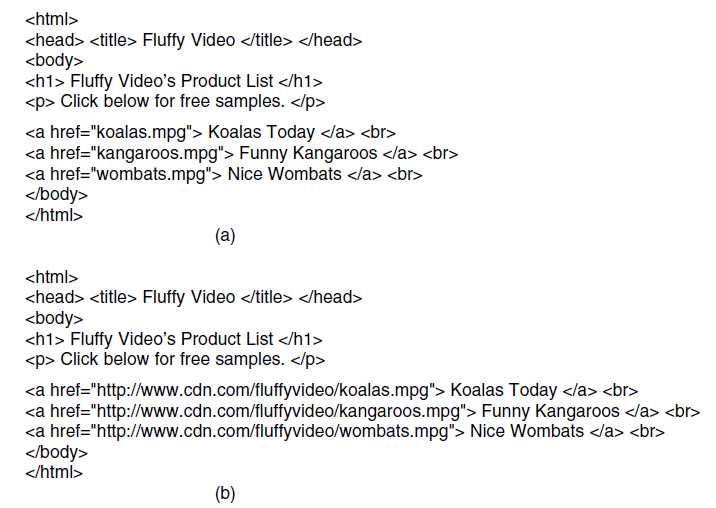 <html>
<head> <title> Fluffy Video </title> </head>
<body>
<h1> Fluffy Video’s Product List </h1>
<p> Click below for free samples. </p>
<a href="koalas.mpg"> Koalas Today </a> <br>
<a href="kangaroos.mpg"> Funny Kangaroos </a> <br>
<a href="wombats.mpg"> Nice Wombats </a> <br>
</body>
</html>
(a)
<html>
<head> <title> Fluffy Video </title> </head>
<body>
<h1> Fluffy Video’s Product List </h1>
<p> Click below for free samples. </p>
<a href="http://www.cdn.com/fluffyvideo/koalas.mpg"> Koalas Today </a> <br>
<a href="http://www.cdn.com/fluffyvideo/kangaroos.mpg"> Funny Kangaroos </a> <br>
<a href="http://www.cdn.com/fluffyvideo/wombats.mpg"> Nice Wombats </a> <br>
</body>
</html>
(b)